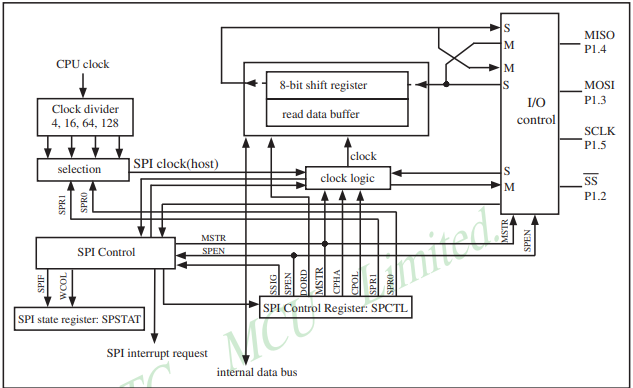 S
MISO
P1.4
M
CPU clock
M
8-bit shift register
S
MOSI
P1.3
Clock divider
4, 16, 64, 128
I/O
control
read data buffer
SCLK
P1.5
clock
selection
SPI clock(host)
clock logic
S
M
SS
P1.2
SPR1
SPR0
MSTR
SPEN
MSTR
SPEN
SPI Control
SPIF
WCOL
SSIG
SPEN
DORD
MSTR
CPHA
CPOL
SPR1
SPR0
SPI state register: SPSTAT
SPI Control Register: SPCTL
SPI interrupt request
internal data bus
MCU Limited.